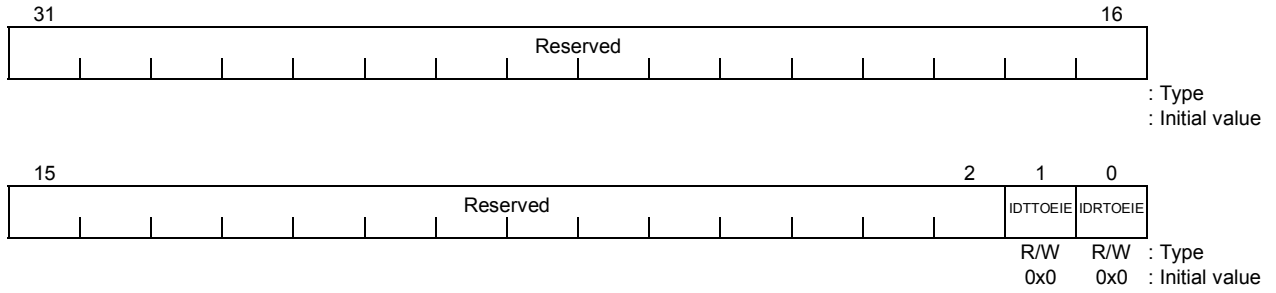 31 16
Reserved
: Type
: Initial value
15 2 1 0
Reserved IDTTOEIE IDRTOEIE
R/W R/W : Type
0x0 0x0 : Initial value